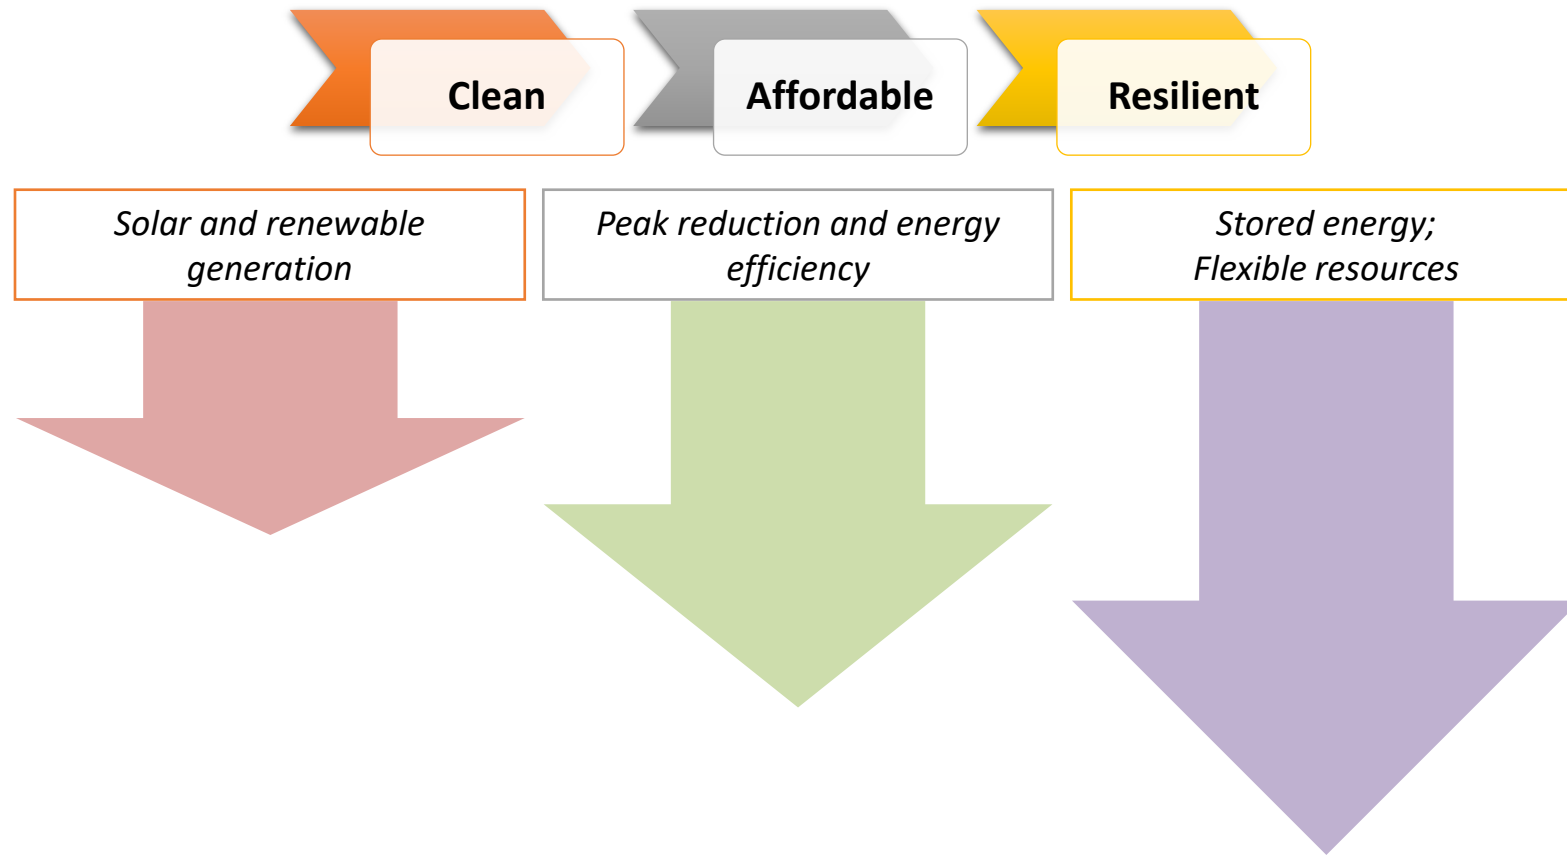 Clean
Affordable
Resilient
Solar and renewable
generation
Peak reduction and energy
efficiency
Stored energy;
Flexible resources